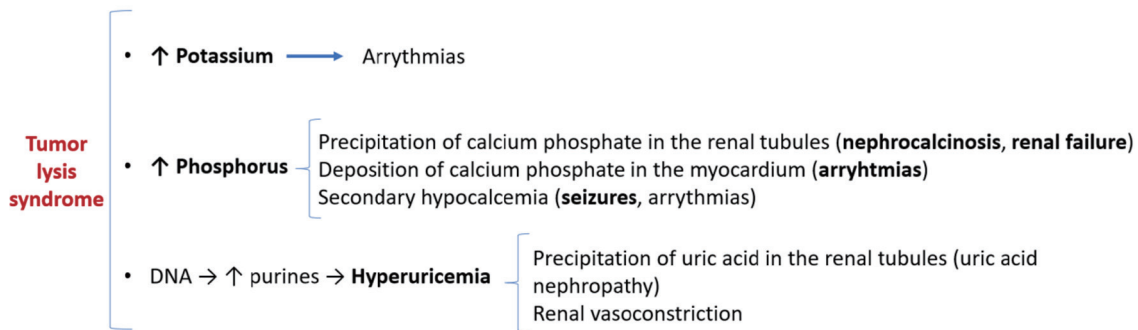 Tumor
lysis
syndrome
• ↑ Potassium → Arrythmias
• ↑ Phosphorus
Precipitation of calcium phosphate in the renal tubules (nephrocalcinosis, renal failure)
Deposition of calcium phosphate in the myocardium (arryhtmias)
Secondary hypocalcemia (seizures, arrythmias)
• DNA → ↑ purines → Hyperuricemia
Precipitation of uric acid in the renal tubules (uric acid
nephropathy)
Renal vasoconstriction